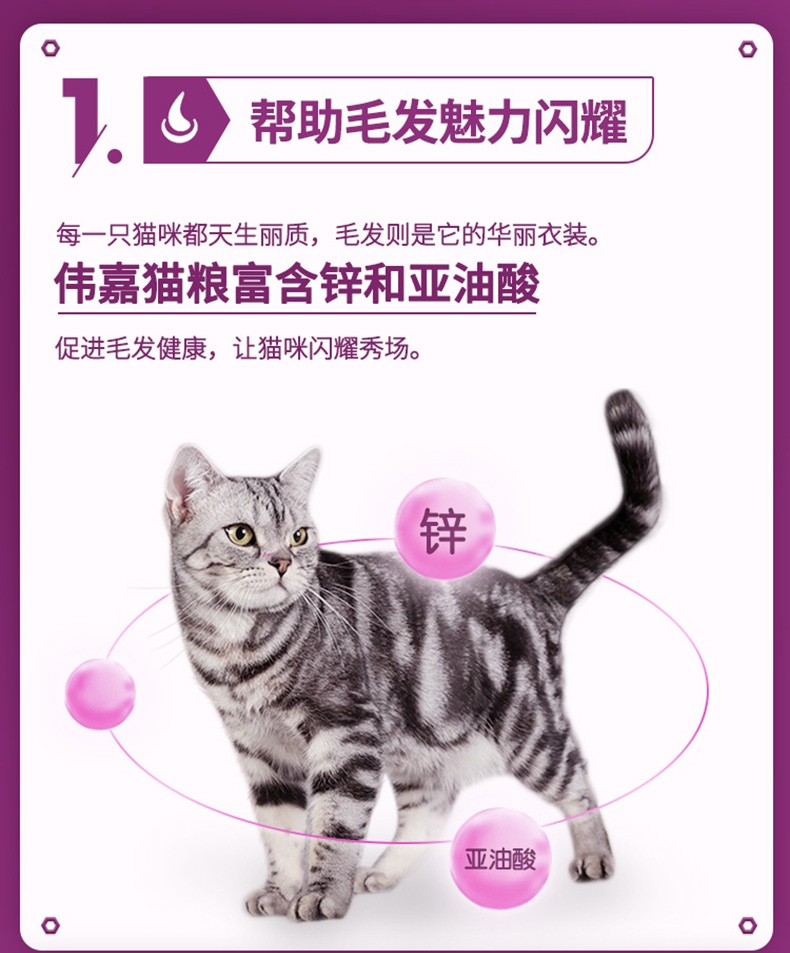 1.
帮助毛发魅力闪耀
每一只猫咪都天生丽质，毛发则是它的华丽衣装。
伟嘉猫粮富含锌和亚油酸
促进毛发健康，让猫咪闪耀秀场。
锌
亚油酸